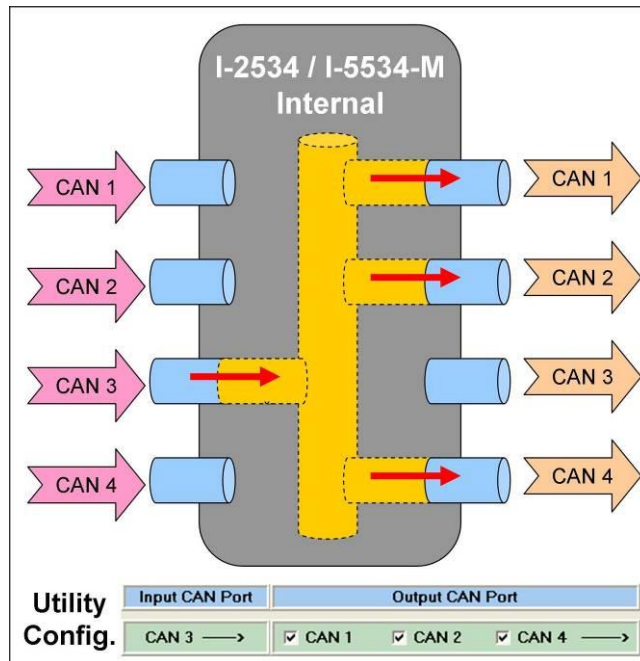 I-2534 / I-5534-M
Internal
CAN 1
CAN 1
CAN 2
CAN 2
CAN 3
CAN 3
CAN 4
CAN 4
Utility
Config.
Input CAN Port
Output CAN Port
CAN 3
CAN 1
CAN 2
CAN 4